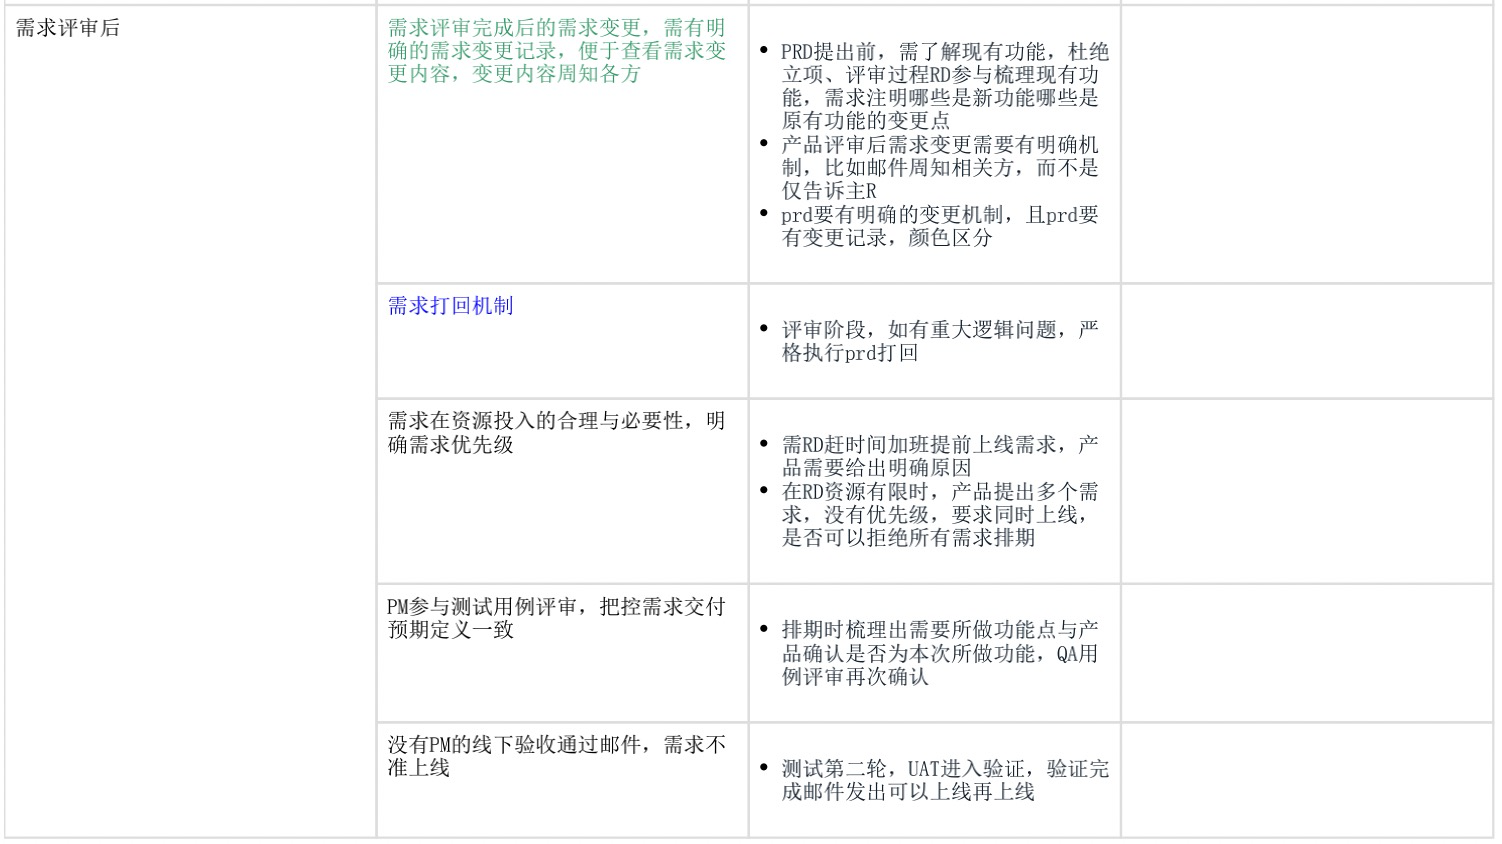 需求评审后
需求评审完成后的需求变更，需有明
确的需求变更记录，便于查看需求变
更内容，变更内容周知各方
• PRD提出前，需了解现有功能，杜绝
立项、评审过程RD参与梳理现有功
能，需求注明哪些是新功能哪些是
原有功能的变更点
• 产品评审后需求变更需要有明确机
制，比如邮件周知相关方，而不是
仅告诉主R
• prd要有明确的变更机制，且prd要
有变更记录，颜色区分
需求打回机制
• 评审阶段，如有重大逻辑问题，严
格执行prd打回
需求在资源投入的合理与必要性，明
确需求优先级
• 需RD赶时间加班提前上线需求，产
品需要给出明确原因
• 在RD资源有限时，产品提出多个需
求，没有优先级，要求同时上线，
是否可以拒绝所有需求排期
PM参与测试用例评审，把控需求交付
预期定义一致
• 排期时梳理出需要所做功能点与产
品确认是否为本次所做功能，QA用
例评审再次确认
没有PM的线下验收通过邮件，需求不
准上线
• 测试第二轮，UAT进入验证，验证完
成邮件发出可以上线再上线